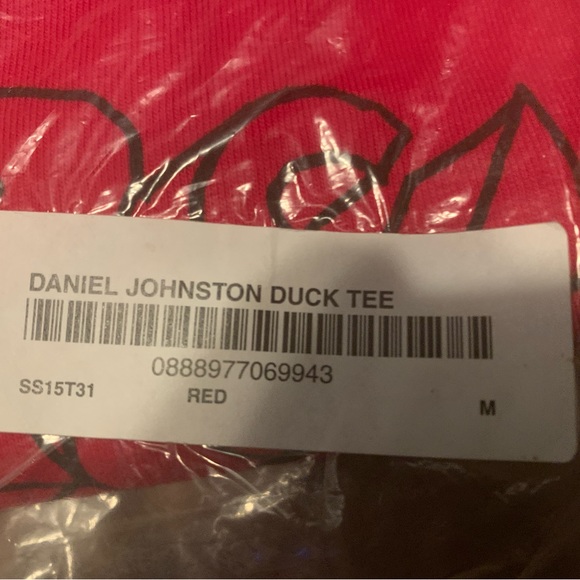 DANIEL JOHNSTON DUCK TEE
0888977069943
SS15T31 RED M